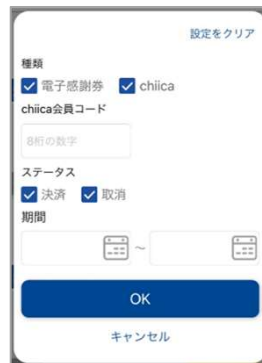 設定をクリア
種類
電子感謝券 chiica
chiica会員コード
8桁の数字
ステータス
決済 取消
期間
~
OK
キャンセル